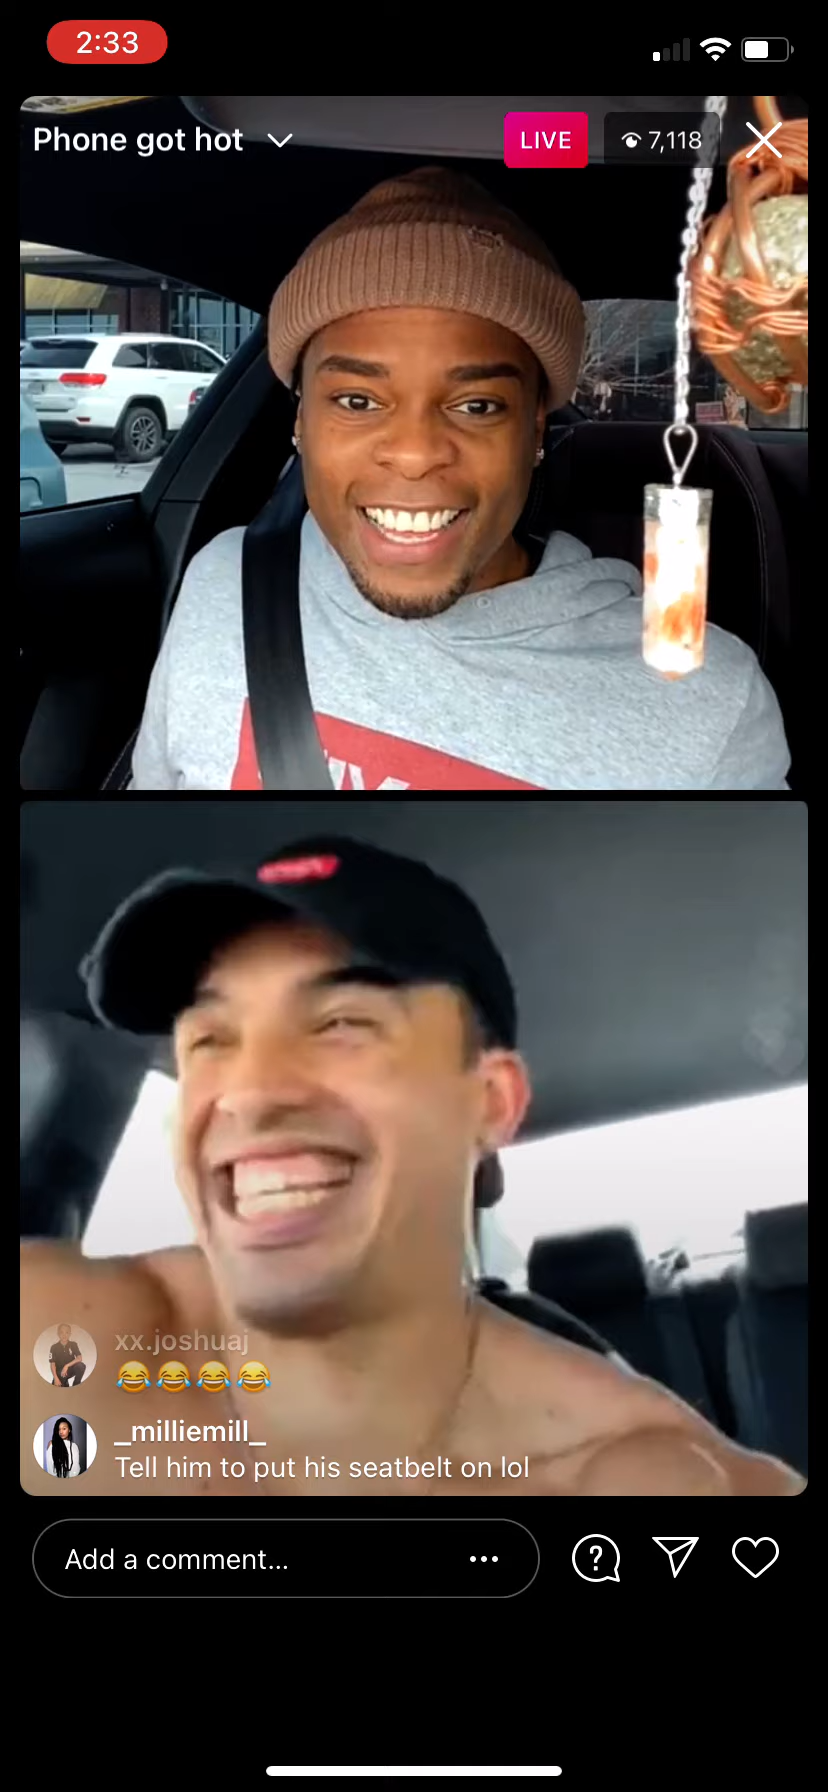 2:33
Phone got hot
LIVE
7,118
xx.joshuaj
😂😂😂😂
_milliemill_
Tell him to put his seatbelt on lol
Add a comment...